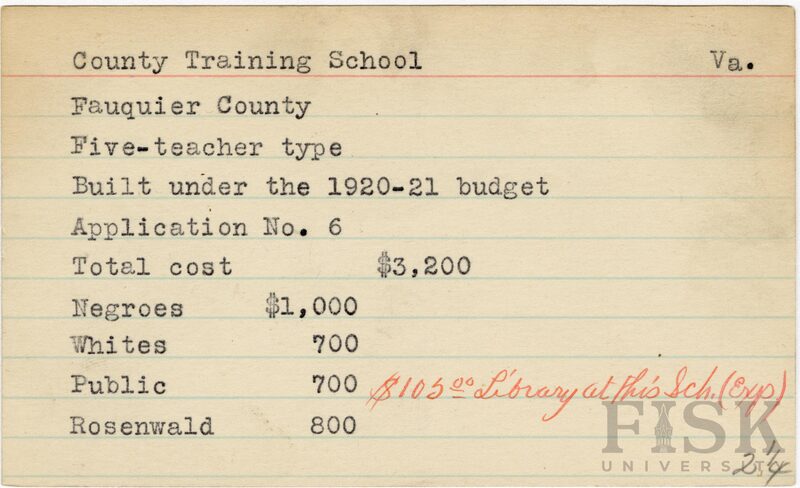 County Training School Va.
Fauquier County
Five-teacher type
Built under the 1920-21 budget
Application No. 6
Total cost $3,200
Negroes $1,000
Whites 700
Public 700 $105 00 Library at this Sch. (Exp)
Rosenwald 800
FISK
UNIVERSITY